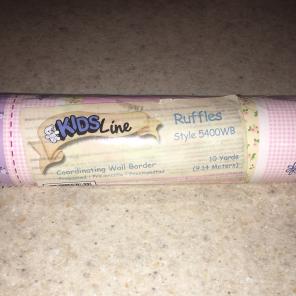 KIDS Line
Ruffles
Style 5400WB
Coordinating Wall Border
10 Yards
(9.14 Meters)